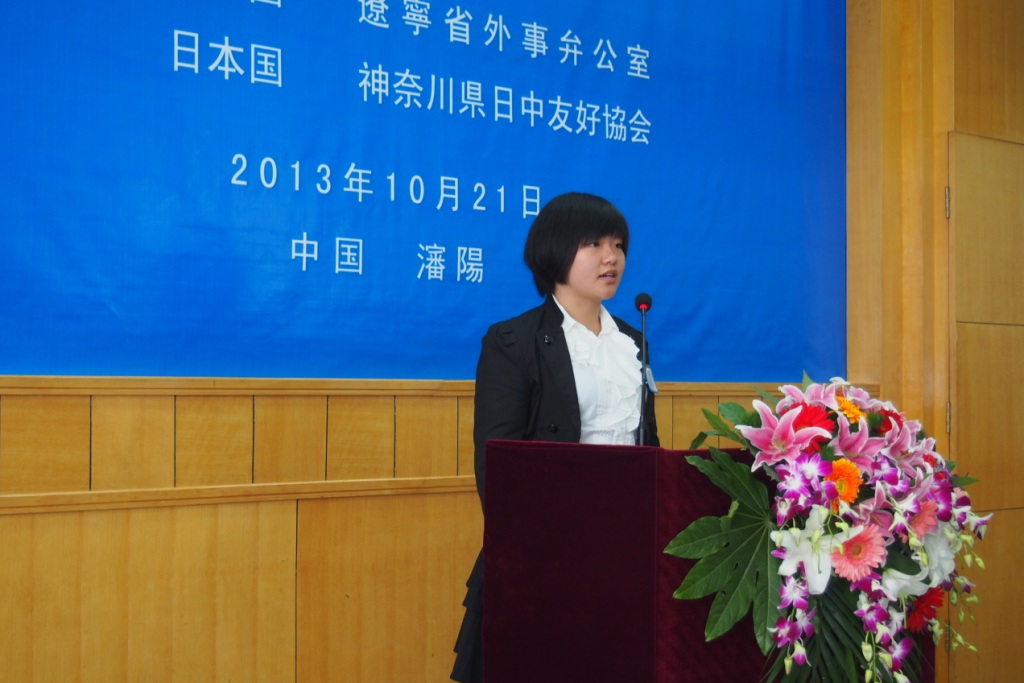 国 遼寧省外事弁公室
日本国 神奈川県日中友好協会
2013年10月21日
中国 瀋陽